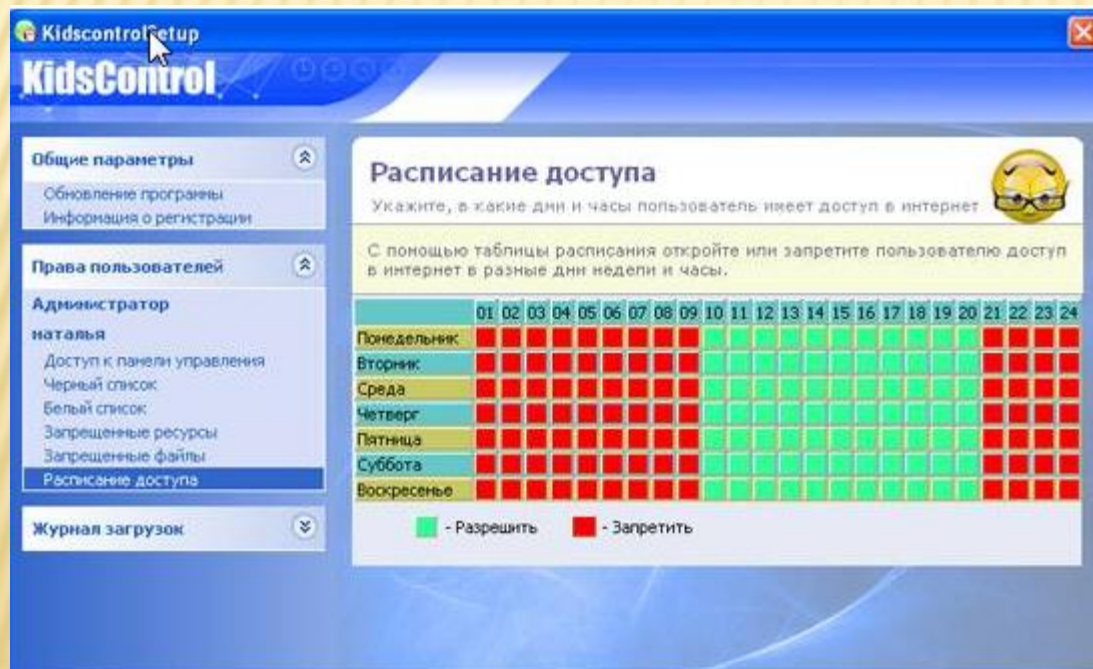 KidscontrolSetup
KidsControl
Общие параметры
Обновление программы
Информация о регистрации
Права пользователей
Администратор
наталья
Доступ к панели управления
Черный список
Белый список
Запрещенные ресурсы
Запрещенные файлы
Расписание доступа
Журнал загрузок
Расписание доступа
Укажите, в какие дни и часы пользователь имеет доступ в интернет
С помощью таблицы расписания откройте или запретите пользователю доступ
в интернет в разные дни недели и часы.
01 02 03 04 05 06 07 08 09 10 11 12 13 14 15 16 17 18 19 20 21 22 23 24
Понедельник
Вторник
Среда
Четверг
Пятница
Суббота
Воскресенье
- Разрешить - Запретить